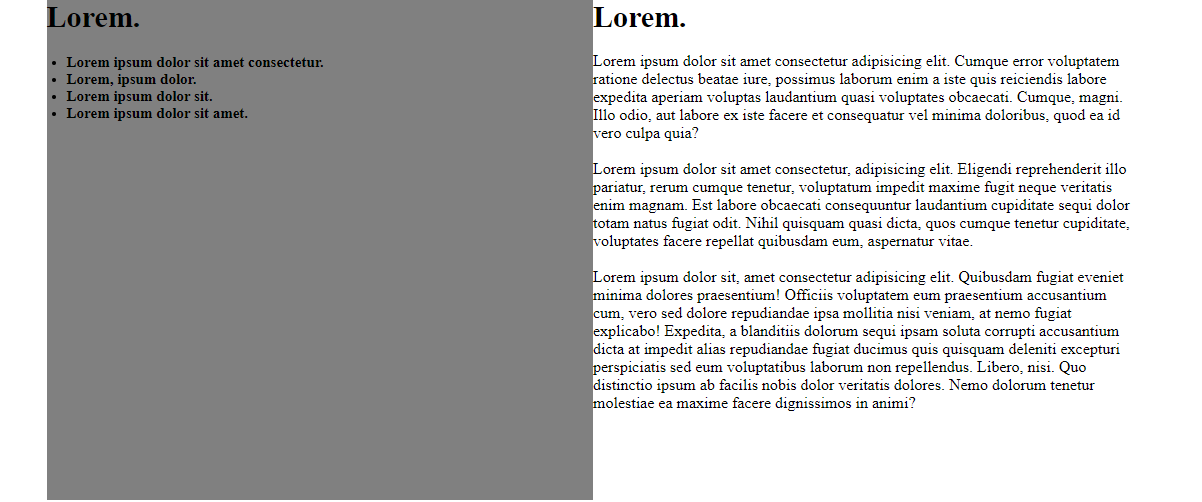 Lorem.
Lorem ipsum dolor sit amet consectetur.
Lorem, ipsum dolor.
Lorem ipsum dolor sit.
Lorem ipsum dolor sit amet.
Lorem.
Lorem ipsum dolor sit amet consectetur adipisicing elit. Cumque error voluptatem
ratione delectus beatae iure, possimus laborum enim a iste quis reiciendis labore
expedita aperiam voluptas laudantium quasi voluptates obcaecati. Cumque, magni.
Illo odio, aut labore ex iste facere et consequatur vel minima doloribus, quod ea id
vero culpa quia?
Lorem ipsum dolor sit amet consectetur, adipisicing elit. Eligendi reprehenderit illo
pariatur, rerum cumque tenetur, voluptatum impedit maxime fugit neque veritatis
enim magnam. Est labore obcaecati consequuntur laudantium cupiditate sequi dolor
totam natus fugiat odit. Nihil quisquam quasi dicta, quos cumque tenetur cupiditate,
voluptates facere repellat quibusdam eum, aspernatur vitae.
Lorem ipsum dolor sit, amet consectetur adipisicing elit. Quibusdam fugiat eveniet
minima dolores praesentium! Officiis voluptatem eum praesentium accusantium
cum, vero sed dolore repudiandae ipsa mollitia nisi veniam, at nemo fugiat
explicabo! Expedita, a blanditiis dolorum sequi ipsam soluta corrupti accusantium
dicta at impedit alias repudiandae fugiat ducimus quis quisquam deleniti excepturi
perspiciatis sed eum voluptatibus laborum non repellendus. Libero, nisi. Quo
distinctio ipsum ab facilis nobis dolor veritatis dolores. Nemo dolorum tenetur
molestiae ea maxime facere dignissimos in animi?